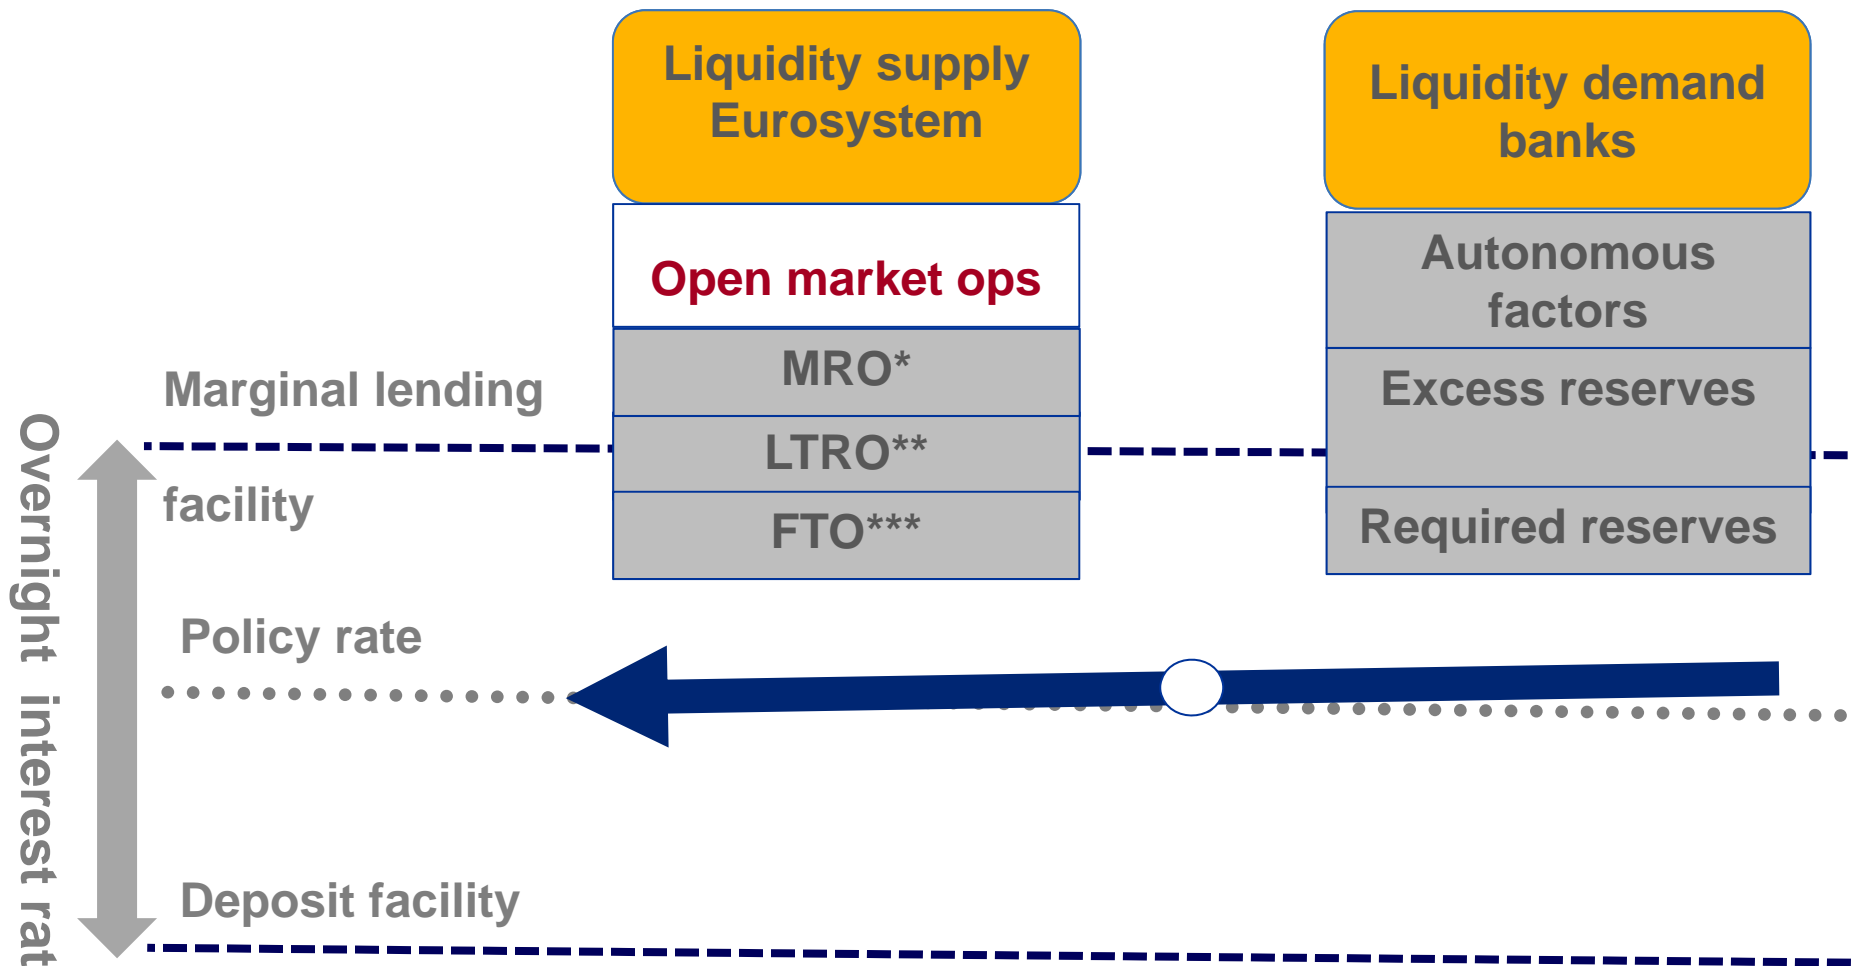 Liquidity supply
Eurosystem
Liquidity demand
banks
Open market ops
Autonomous
factors
MRO*
Excess reserves
Marginal lending
LTRO**
facility
FTO***
Required reserves
Policy rate
Deposit facility
Overnight interest rat